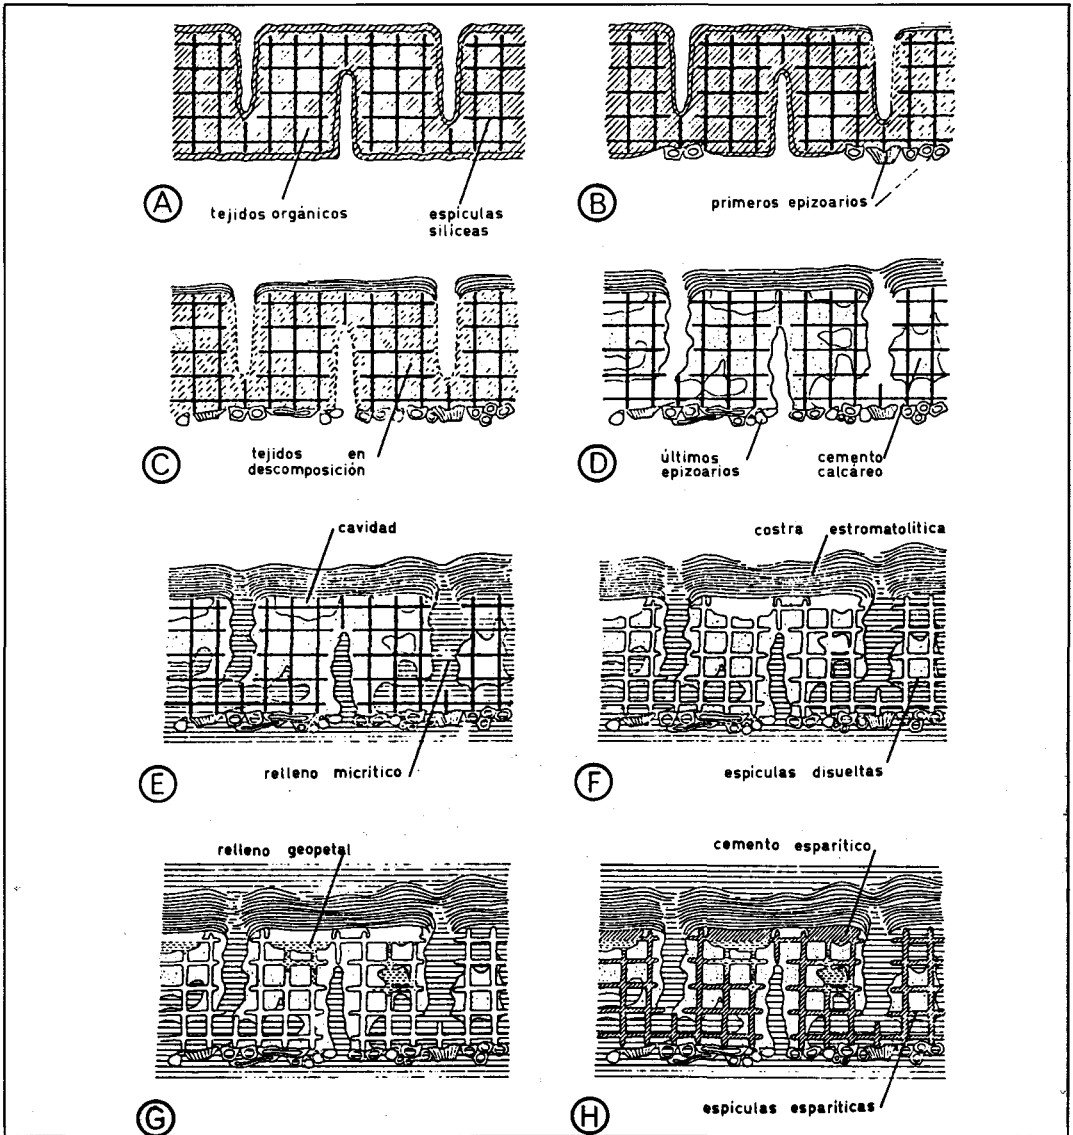 A
tejidos orgánicos
espículas
silíceas
B
primeros epizoarios
C
tejidos en
descomposición
D
últimos
epizoarios
cemento
calcáreo
cavidad
E
relleno micrítico
costra estromatolítica
F
espículas disueltas
relleno geopetal
G
cemento esparítico
H
espículas esparíticas